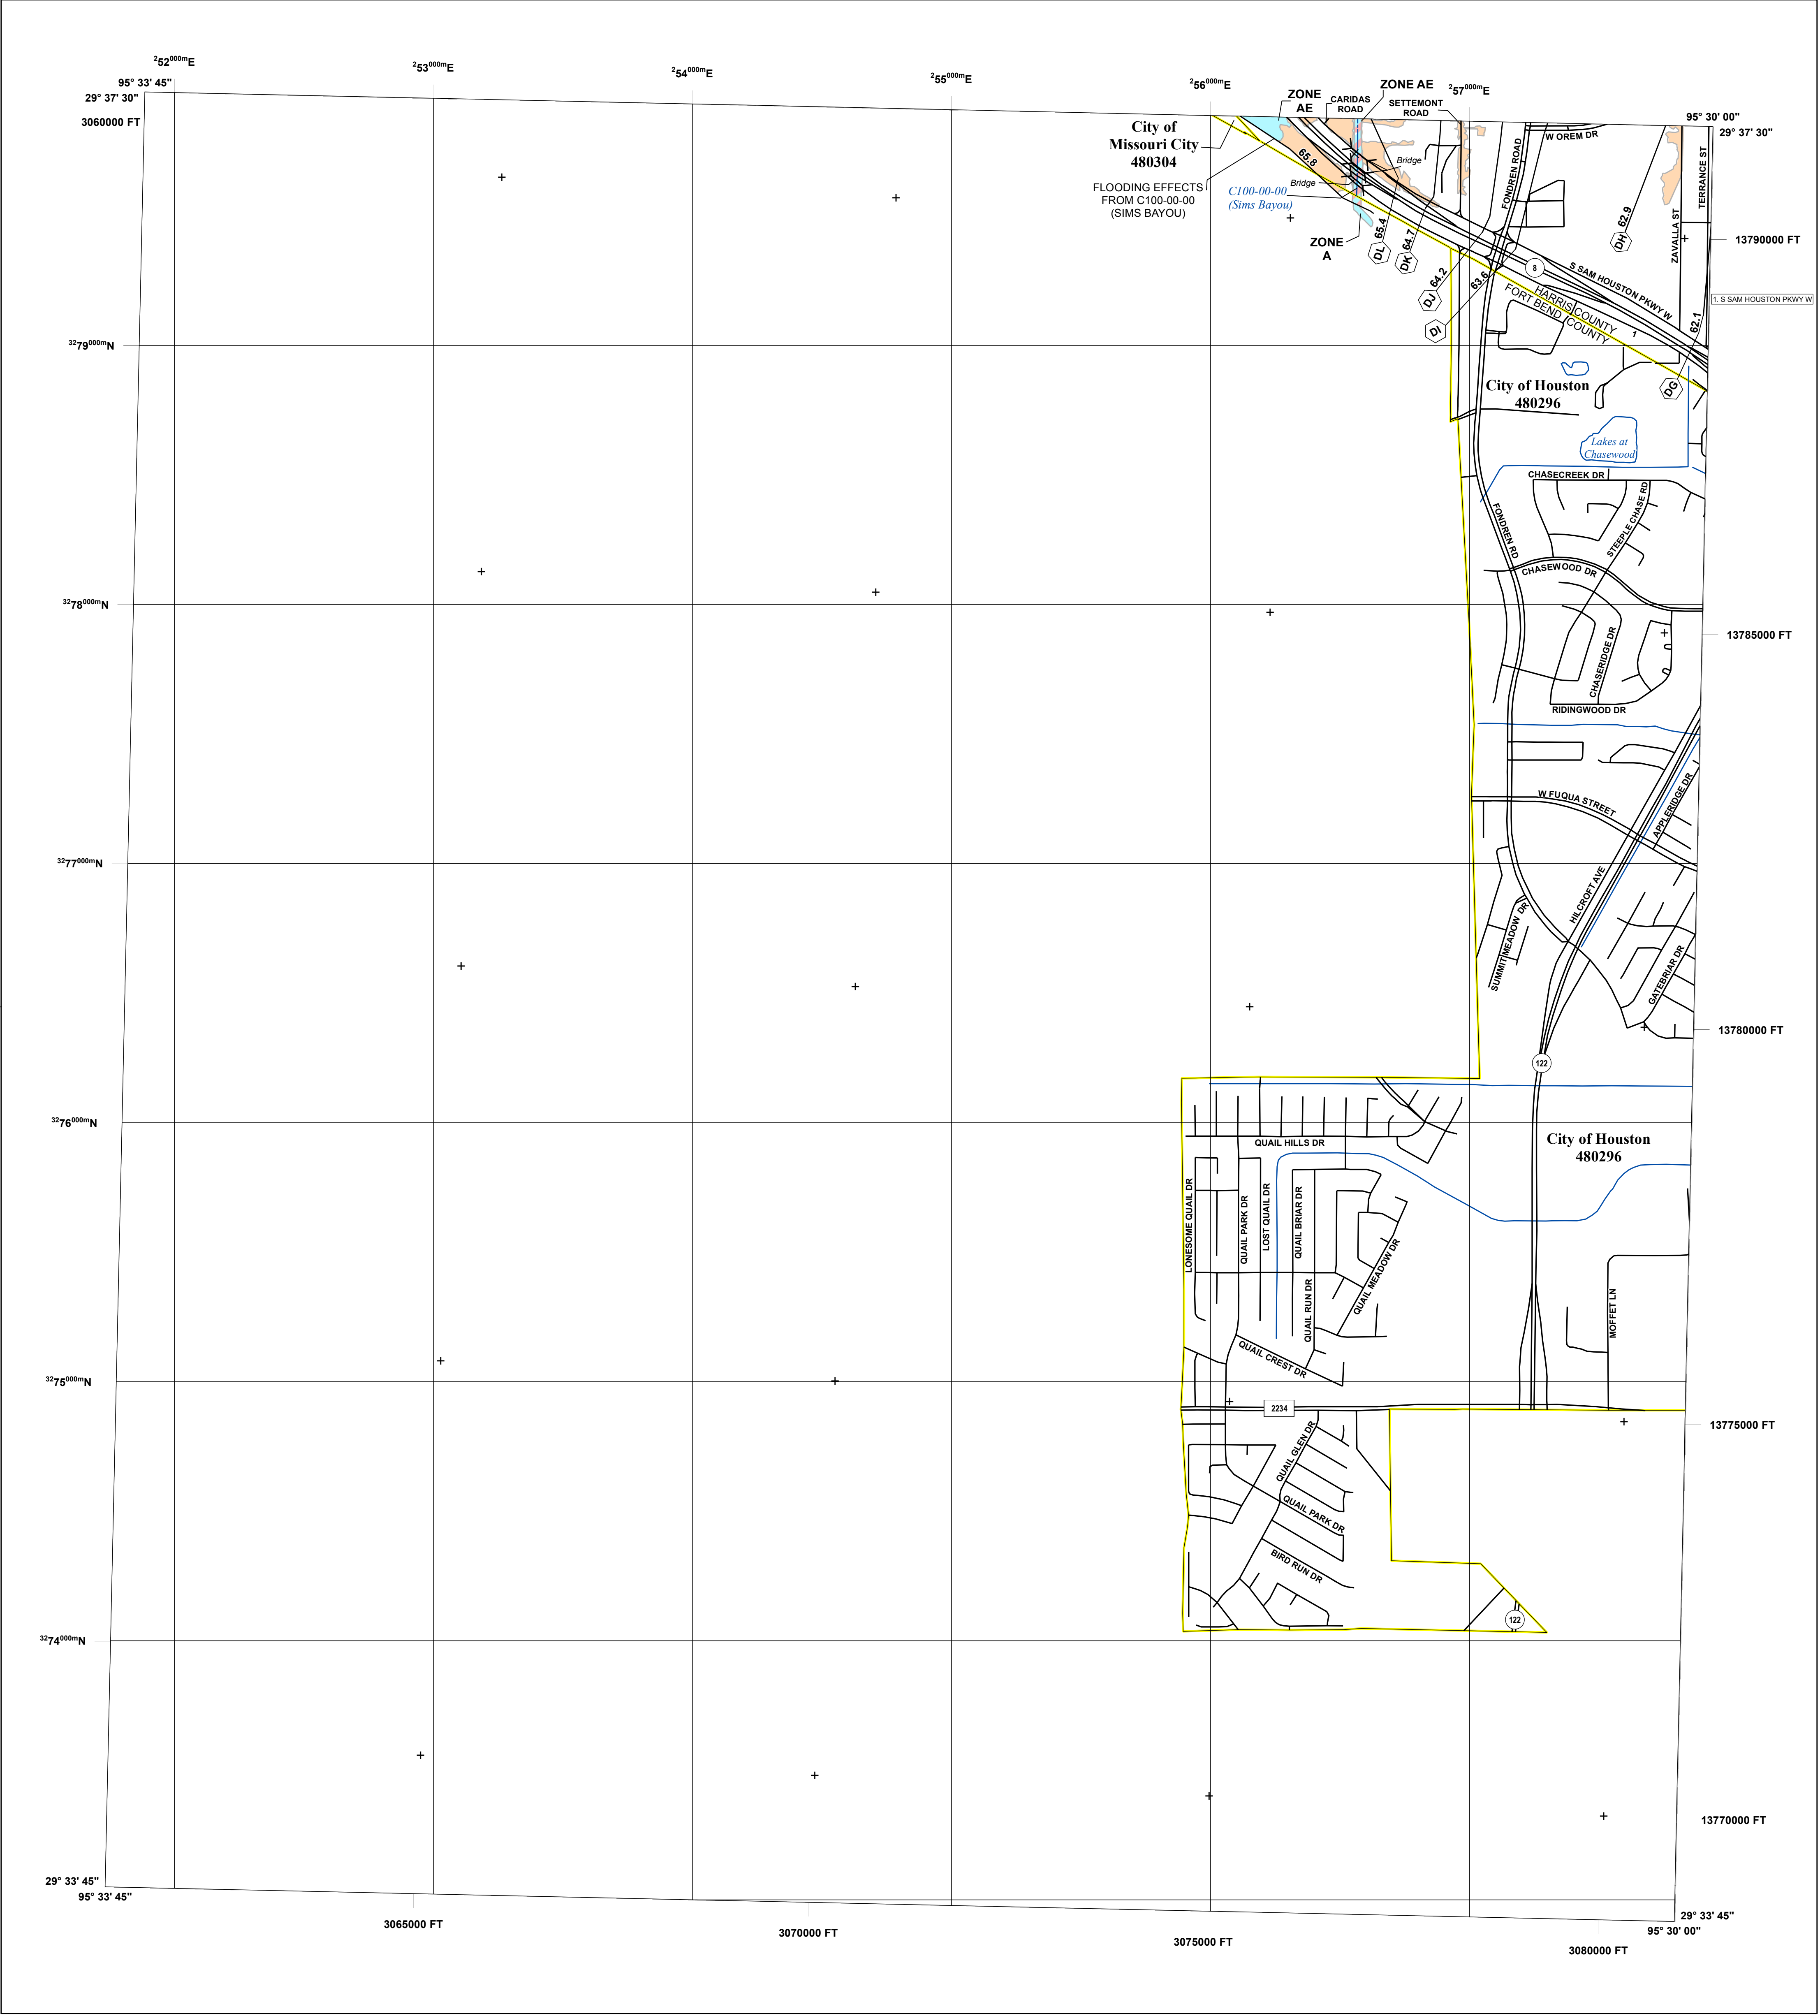 252000mE
253000mE
254000mE
255000mE
256000mE
257000mE
95° 33' 45"
29° 37' 30"
3060000 FT
95° 30' 00"
29° 37' 30"
ZONE
AE
CARIDAS
ROAD
ZONE AE
SETTEMONT
ROAD
City of
Missouri City
480304
FLOODING EFFECTS
FROM C100-00-00
(SIMS BAYOU)
65.8
Bridge
Bridge
C100-00-00
(Sims Bayou)
ZONE
A
DL 65.4
DK 64.7
DJ 64.2
DI 63.6
DH 62.9
DG 62.1
FONDREN ROAD
W OREM DR
TERRANCE ST
ZAVALLA ST
8
S SAM HOUSTON PKWY W
HARRIS COUNTY
FORT BEND COUNTY
1
13790000 FT
1. S SAM HOUSTON PKWY W
3279000mN
City of Houston
480296
Lakes at
Chasewood
CHASECREEK DR
STEEPLE CHASE RD
FONDREN RD
CHASEWOOD DR
3278000mN
CHASERIDGE DR
13785000 FT
RIDINGWOOD DR
W FUQUA STREET
APPLERIDGE DR
3277000mN
HILCROFT AVE
SUMMIT MEADOW DR
GATEBRIAR DR
13780000 FT
122
3276000mN
QUAIL HILLS DR
City of Houston
480296
LONESOME QUAIL DR
QUAIL PARK DR
LOST QUAIL DR
QUAIL BRIAR DR
QUAIL RUN DR
QUAIL MEADOW DR
MOFFET LN
QUAIL CREST DR
3275000mN
2234
13775000 FT
QUAIL GLEN DR
QUAIL PARK DR
BIRD RUN DR
122
3274000mN
13770000 FT
29° 33' 45"
95° 33' 45"
29° 33' 45"
95° 30' 00"
3065000 FT
3070000 FT
3075000 FT
3080000 FT